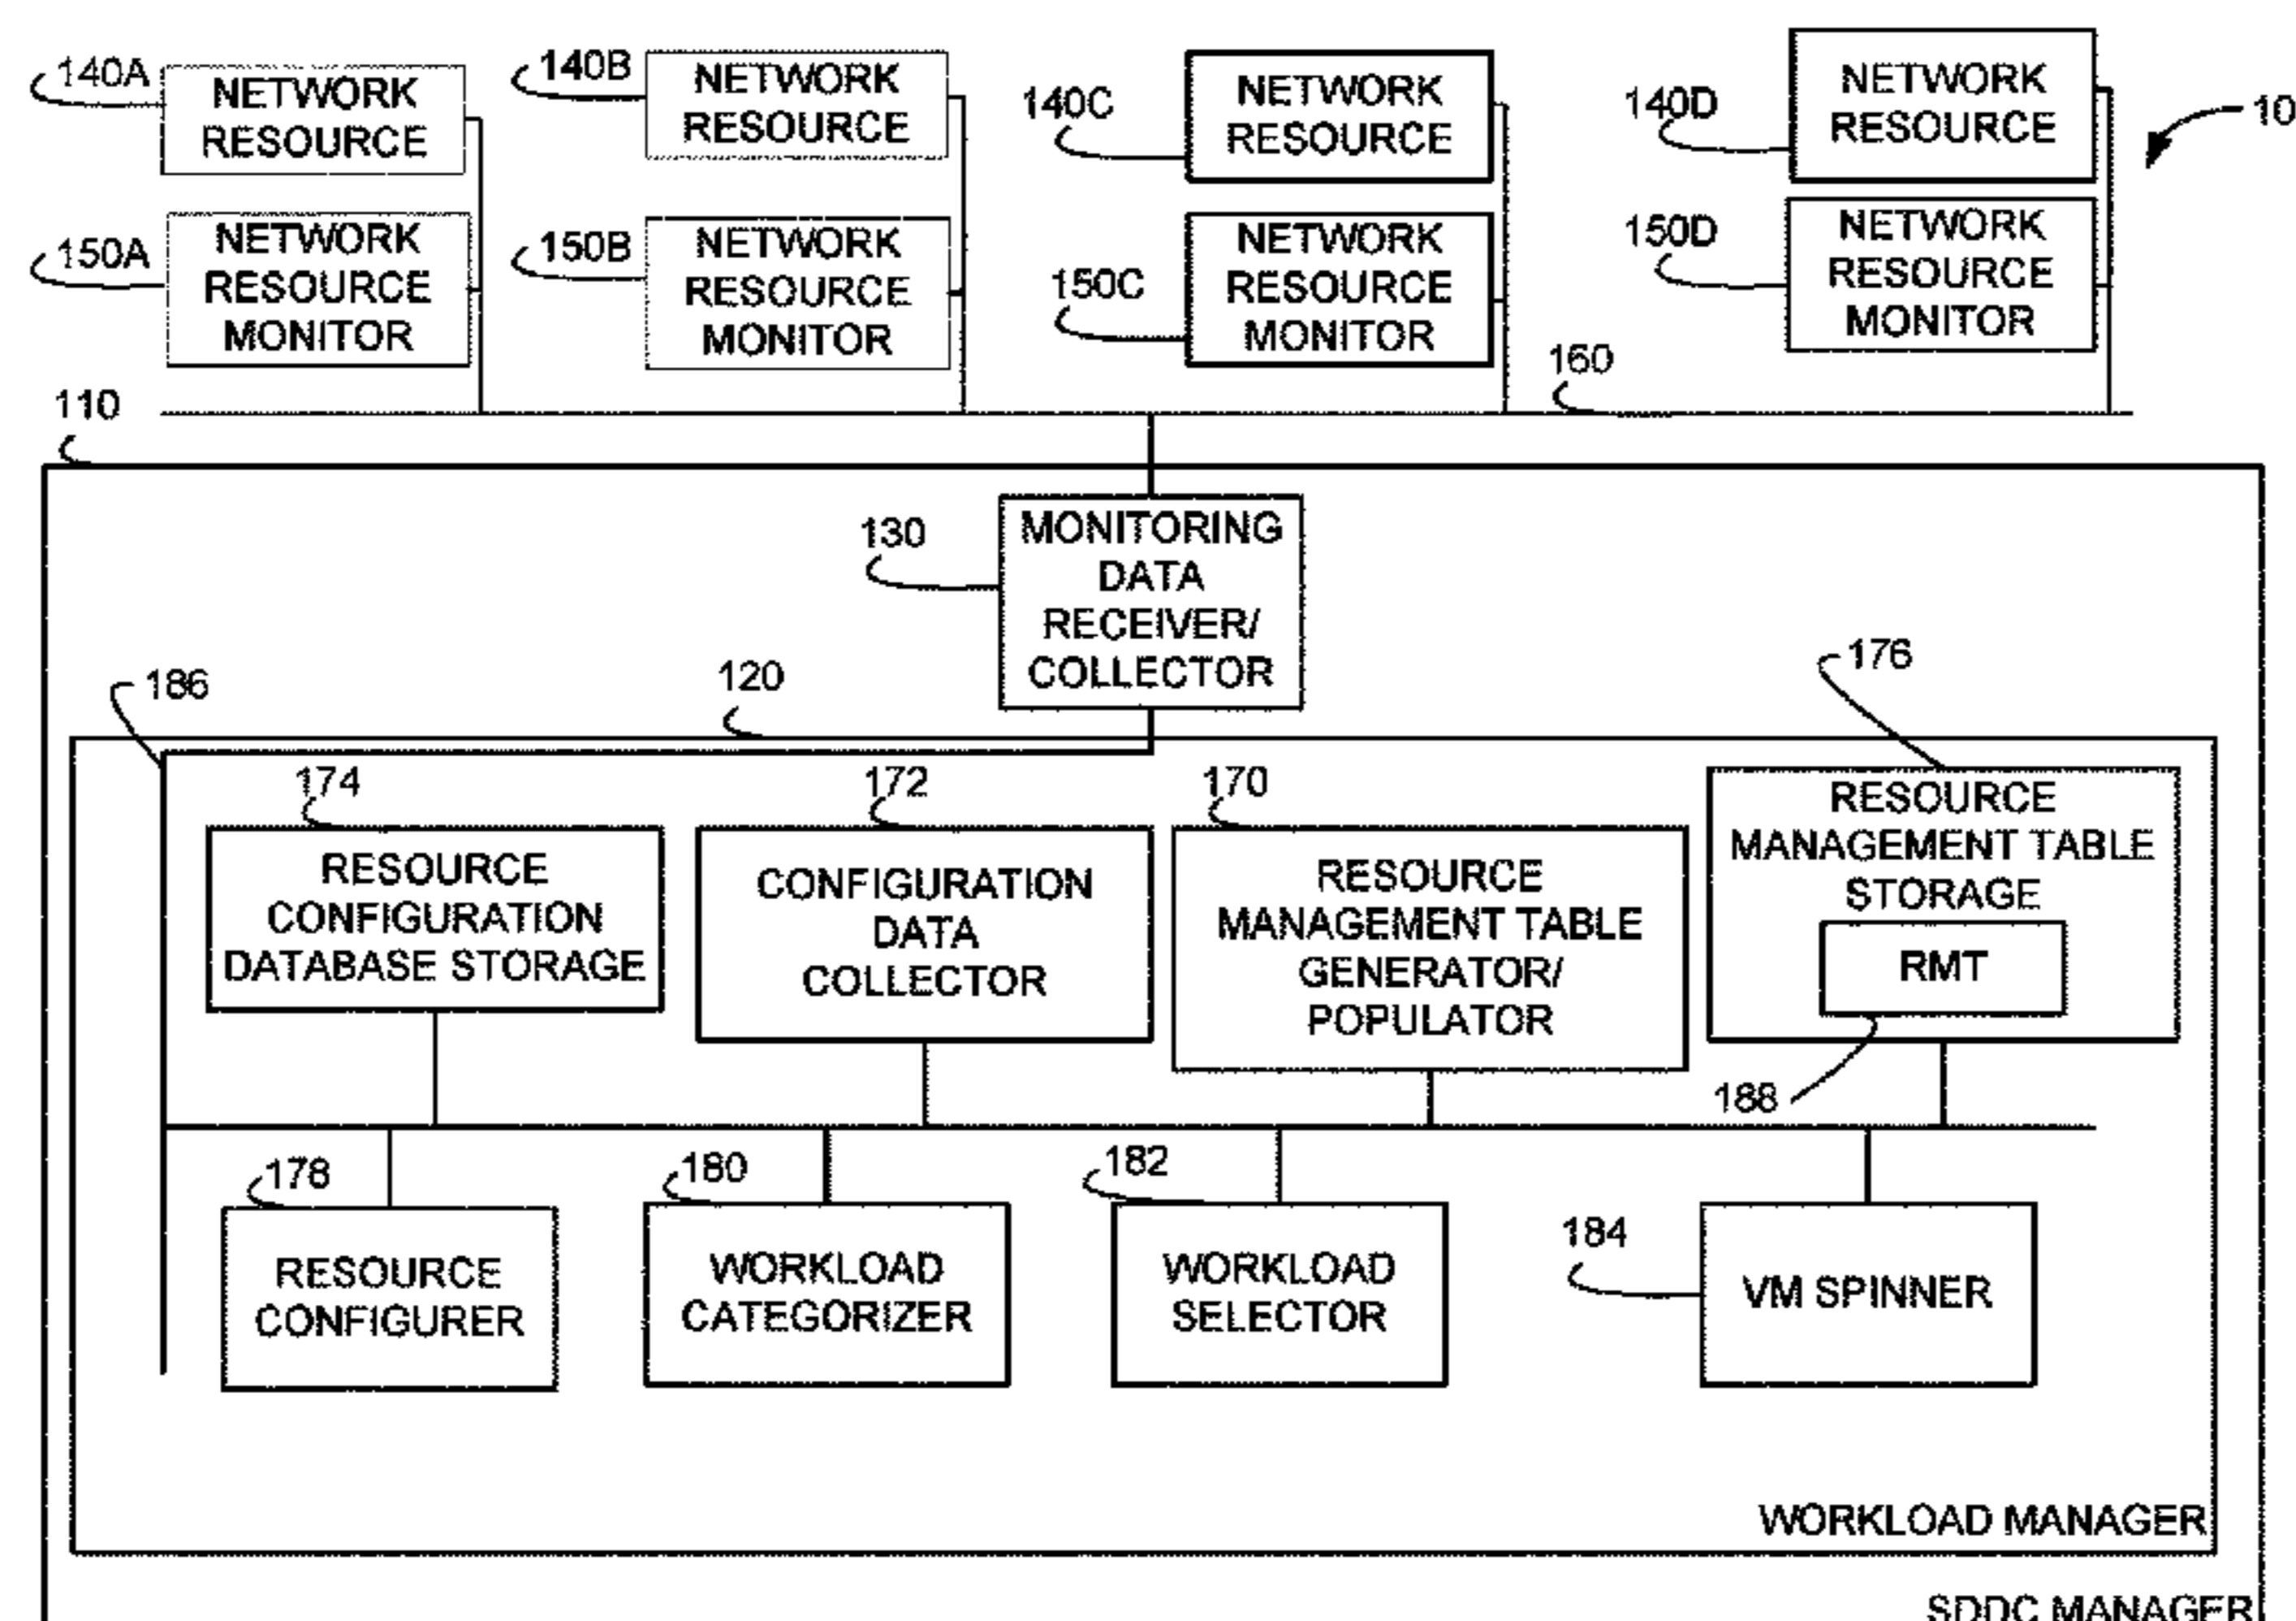 140A
NETWORK
RESOURCE
140B
NETWORK
RESOURCE
140C
NETWORK
RESOURCE
140D
NETWORK
RESOURCE
10
150A
NETWORK
RESOURCE
MONITOR
150B
NETWORK
RESOURCE
MONITOR
150C
NETWORK
RESOURCE
MONITOR
150D
NETWORK
RESOURCE
MONITOR
160
110
130
MONITORING
DATA
RECEIVER/
COLLECTOR
186
120
176
174
RESOURCE
CONFIGURATION
DATABASE STORAGE
172
CONFIGURATION
DATA
COLLECTOR
170
RESOURCE
MANAGEMENT TABLE
GENERATOR/
POPULATOR
RESOURCE
MANAGEMENT TABLE
STORAGE
RMT
188
178
RESOURCE
CONFIGURER
180
WORKLOAD
CATEGORIZER
182
WORKLOAD
SELECTOR
184
VM SPINNER
WORKLOAD MANAGER
SDDC MANAGER